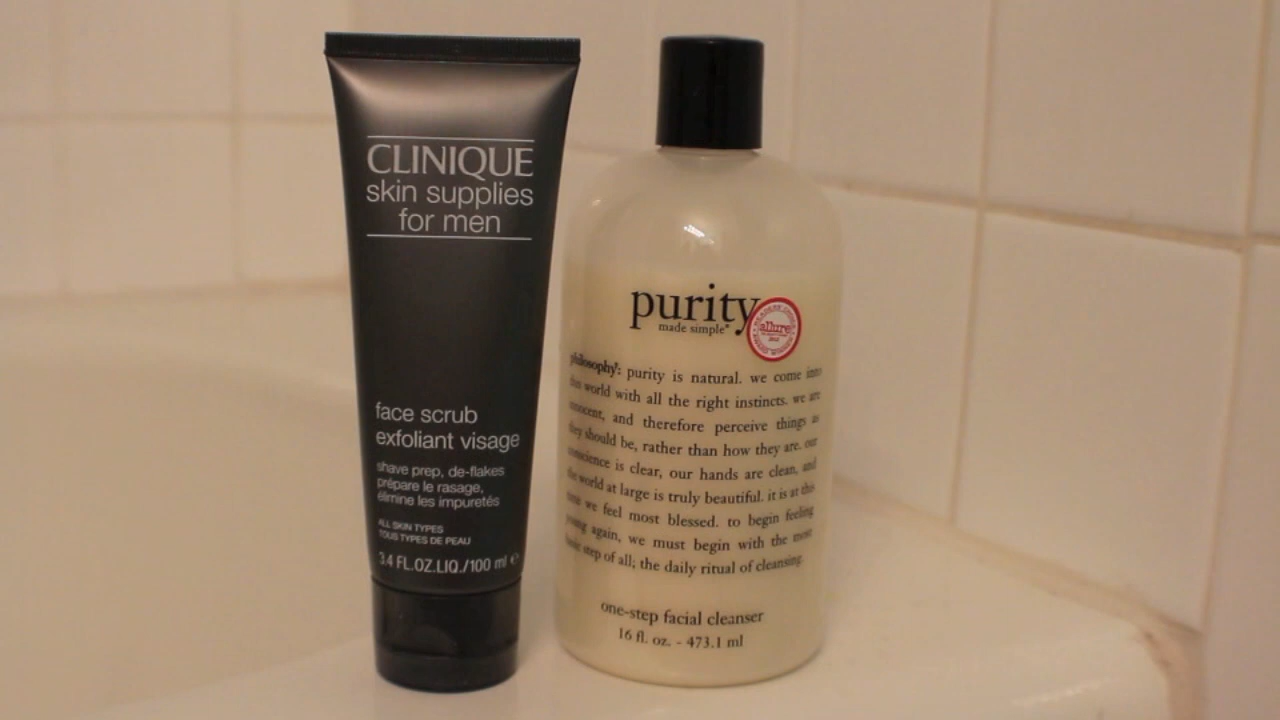 CLINIQUE
skin supplies
for men
face scrub
exfoliant visage
shave prep, de-flakes
prépare le rasage,
élimine les impuretés
ALL SKIN TYPES
TOUS TYPES DE PEAU
3.4 FL.OZ.LIQ./100 ml e
purity
made simple®
allure
philosophy®: purity is natural. we come into
this world with all the right instincts. we are
innocent, and therefore perceive things as
they should be, rather than how they are. our
conscience is clear, our hands are clean, and
the world at large is truly beautiful. it is at this
time we feel most blessed. to begin feeling
young again, we must begin with the most
basic step of all; the daily ritual of cleansing.
one-step facial cleanser
16 fl. oz. - 473.1 ml